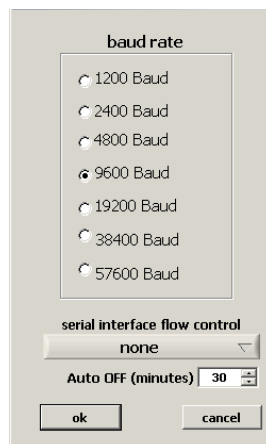 baud rate
1200 Baud
2400 Baud
4800 Baud
9600 Baud
19200 Baud
38400 Baud
57600 Baud
serial interface flow control
none
Auto OFF (minutes) 30
ok cancel